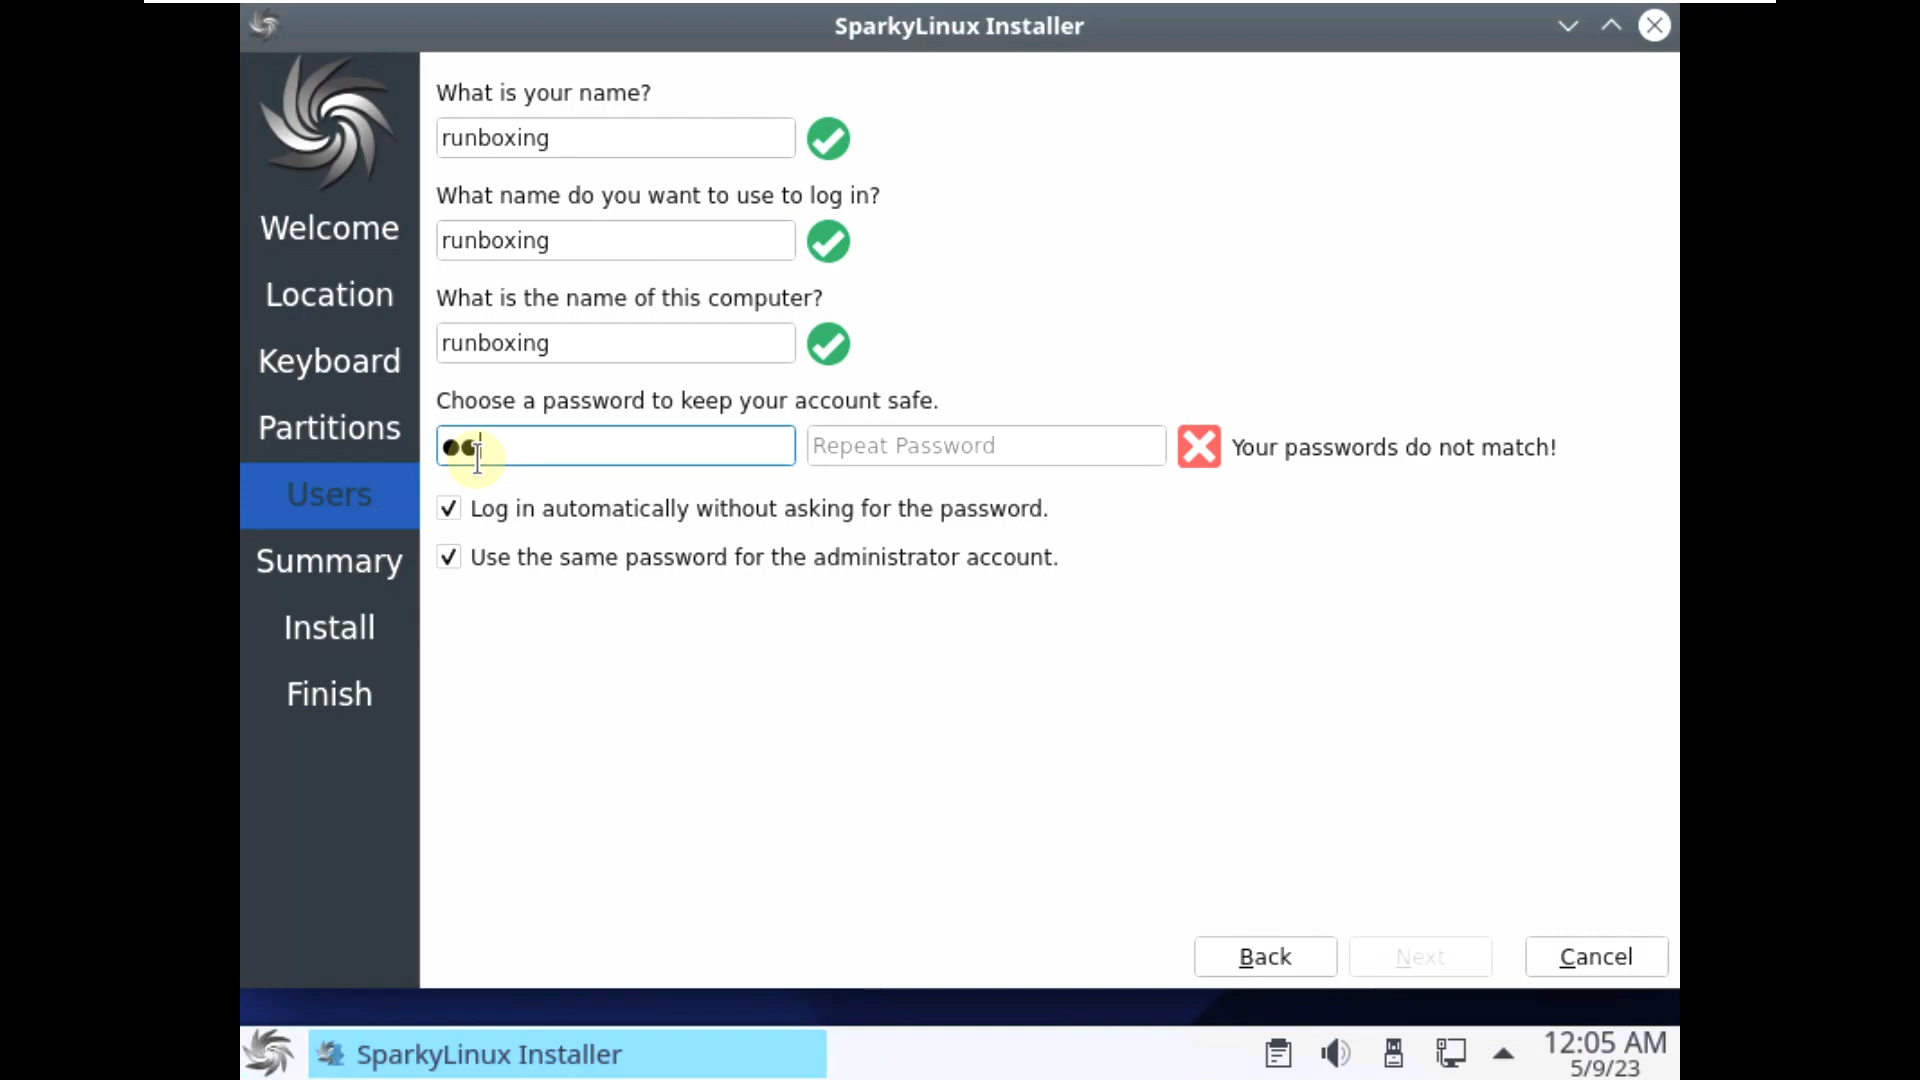 SparkyLinux Installer
What is your name?
runboxing
What name do you want to use to log in?
runboxing
What is the name of this computer?
runboxing
Choose a password to keep your account safe.
Repeat Password
Your passwords do not match!
Log in automatically without asking for the password.
Use the same password for the administrator account.
Welcome
Location
Keyboard
Partitions
Users
Summary
Install
Finish
Back
Next
Cancel
SparkyLinux Installer
12:05 AM
5/9/23